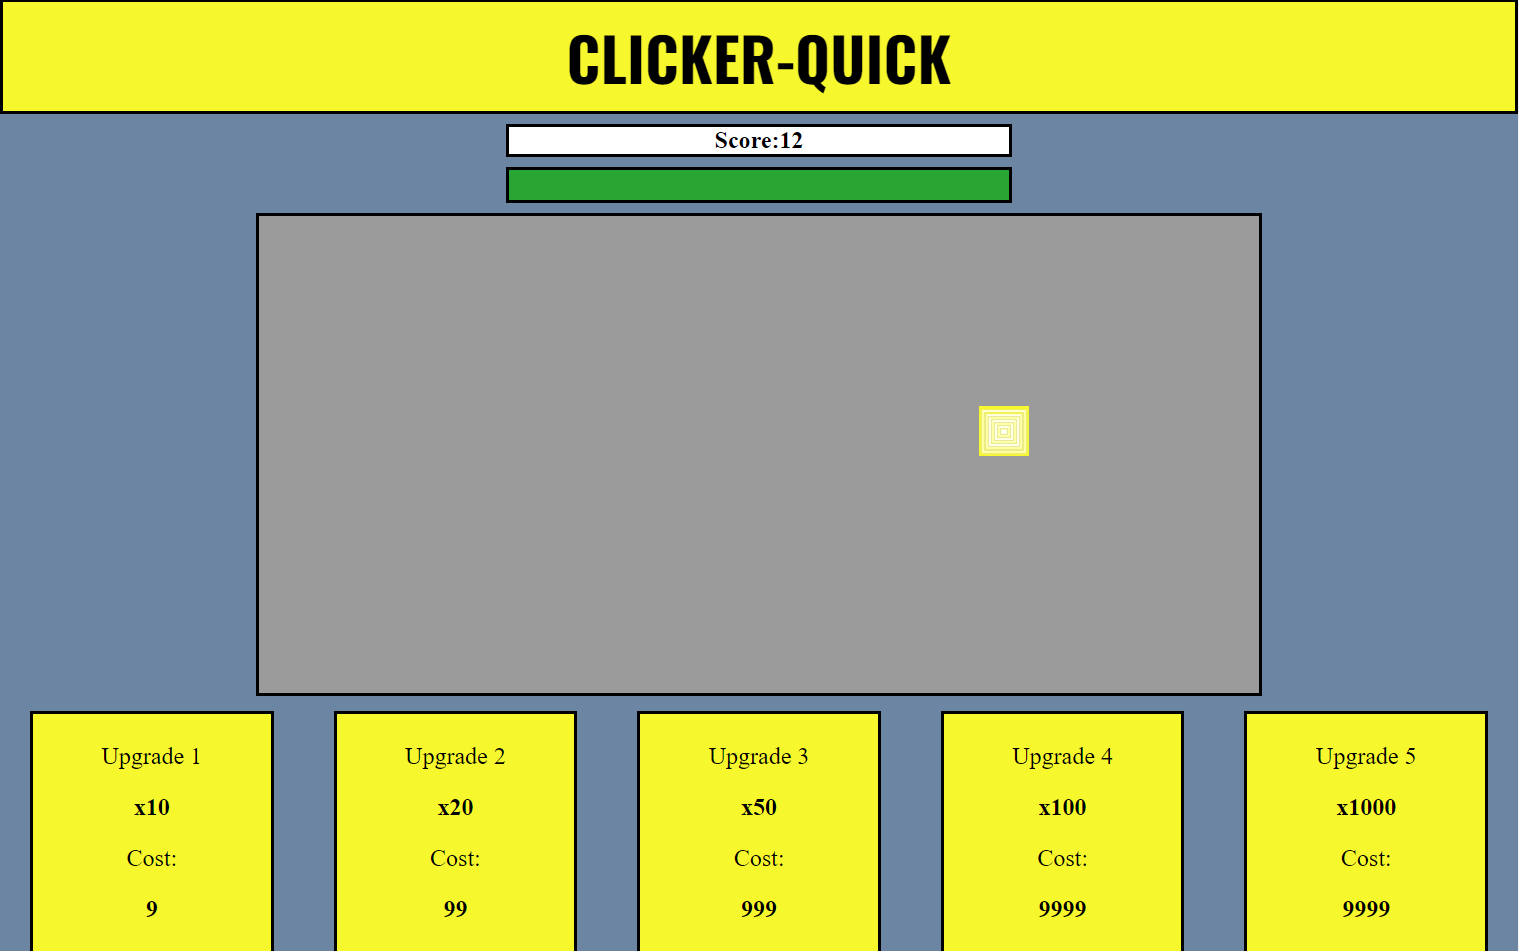 CLICKER-QUICK
Score:12
Upgrade 1
x10
Cost:
9
Upgrade 2
x20
Cost:
99
Upgrade 3
x50
Cost:
999
Upgrade 4
x100
Cost:
9999
Upgrade 5
x1000
Cost:
9999